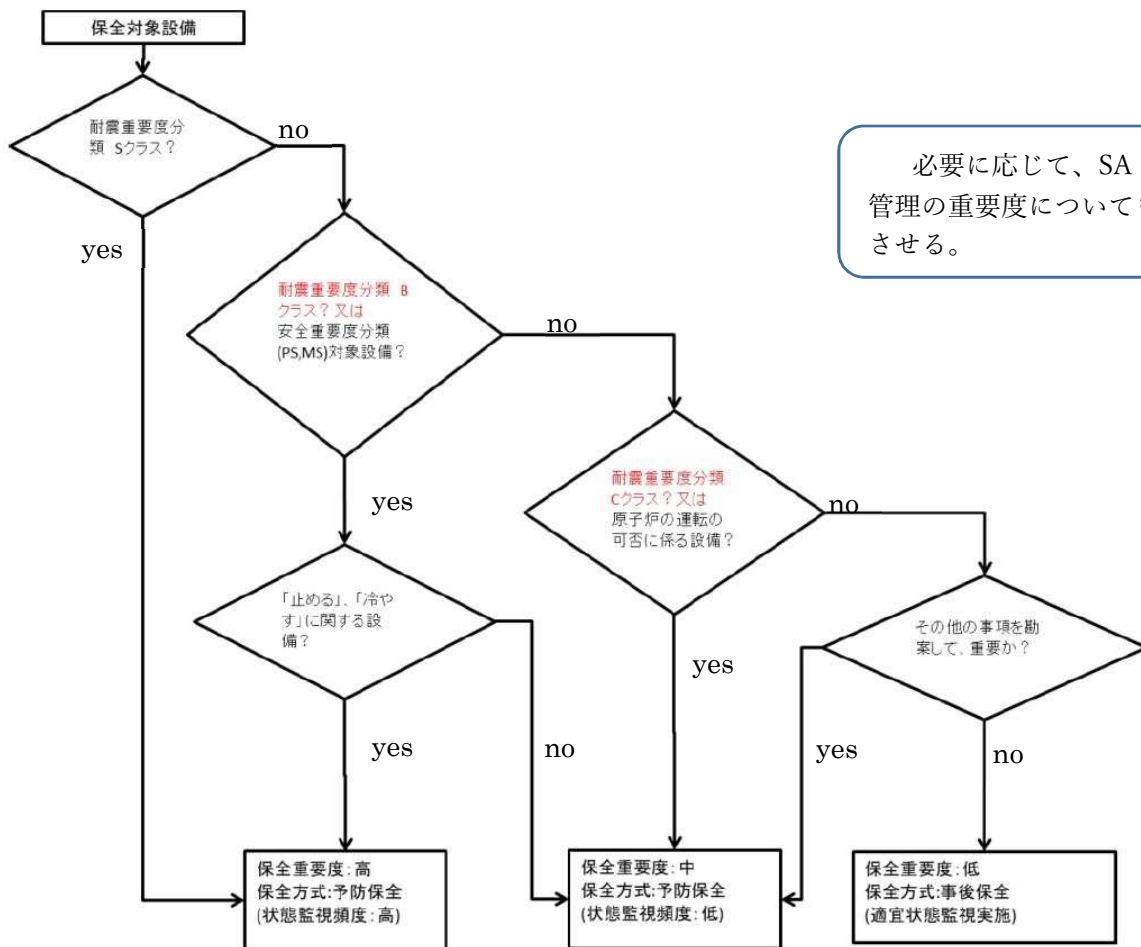 保全対象設備
耐震重要度分
類 Sクラス？
no
yes
必要に応じて、SA
管理の重要度について
させる。
耐震重要度分類 B
クラス？又は
安全重要度分類
(PS,MS)対象設備？
no
yes
耐震重要度分類
Cクラス？又は
原子炉の運転の
可否に係る設備？
no
yes
「止める」、「冷や
す」に関する設
備？
yes
no
その他の事項を勘
案して、重要か？
yes
no
保全重要度：高
保全方式：予防保全
(状態監視頻度：高)
保全重要度：中
保全方式：予防保全
(状態監視頻度：低)
保全重要度：低
保全方式：事後保全
(適宜状態監視実施)